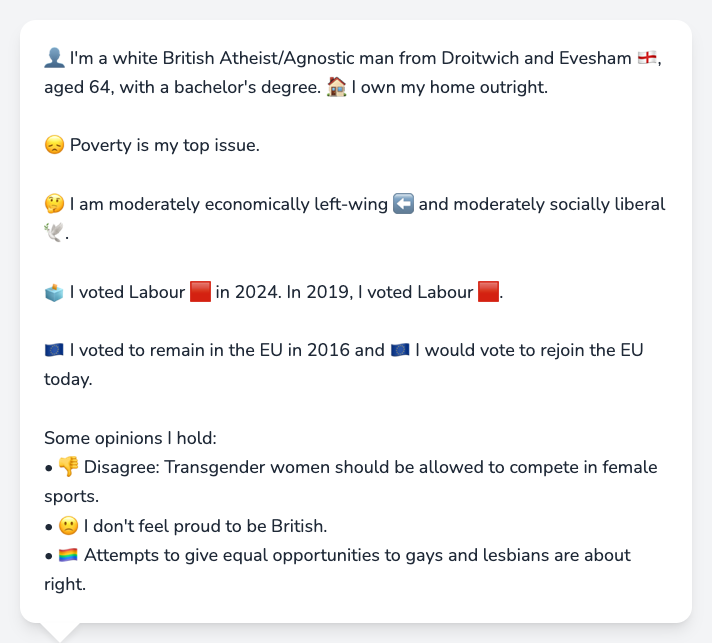 👤 I'm a white British Atheist/Agnostic man from Droitwich and Evesham 🏴󠁧󠁢󠁥󠁮󠁧󠁿,
aged 64, with a bachelor's degree. 🏠 I own my home outright.
😞 Poverty is my top issue.
🤔 I am moderately economically left-wing ⬅️ and moderately socially liberal
🕊️.
🗳️ I voted Labour 🟥 in 2024. In 2019, I voted Labour 🟥.
🇪🇺 I voted to remain in the EU in 2016 and 🇪🇺 I would vote to rejoin the EU
today.
Some opinions I hold:
• 👎 Disagree: Transgender women should be allowed to compete in female
sports.
• 🙁 I don't feel proud to be British.
• 🏳️‍🌈 Attempts to give equal opportunities to gays and lesbians are about
right.